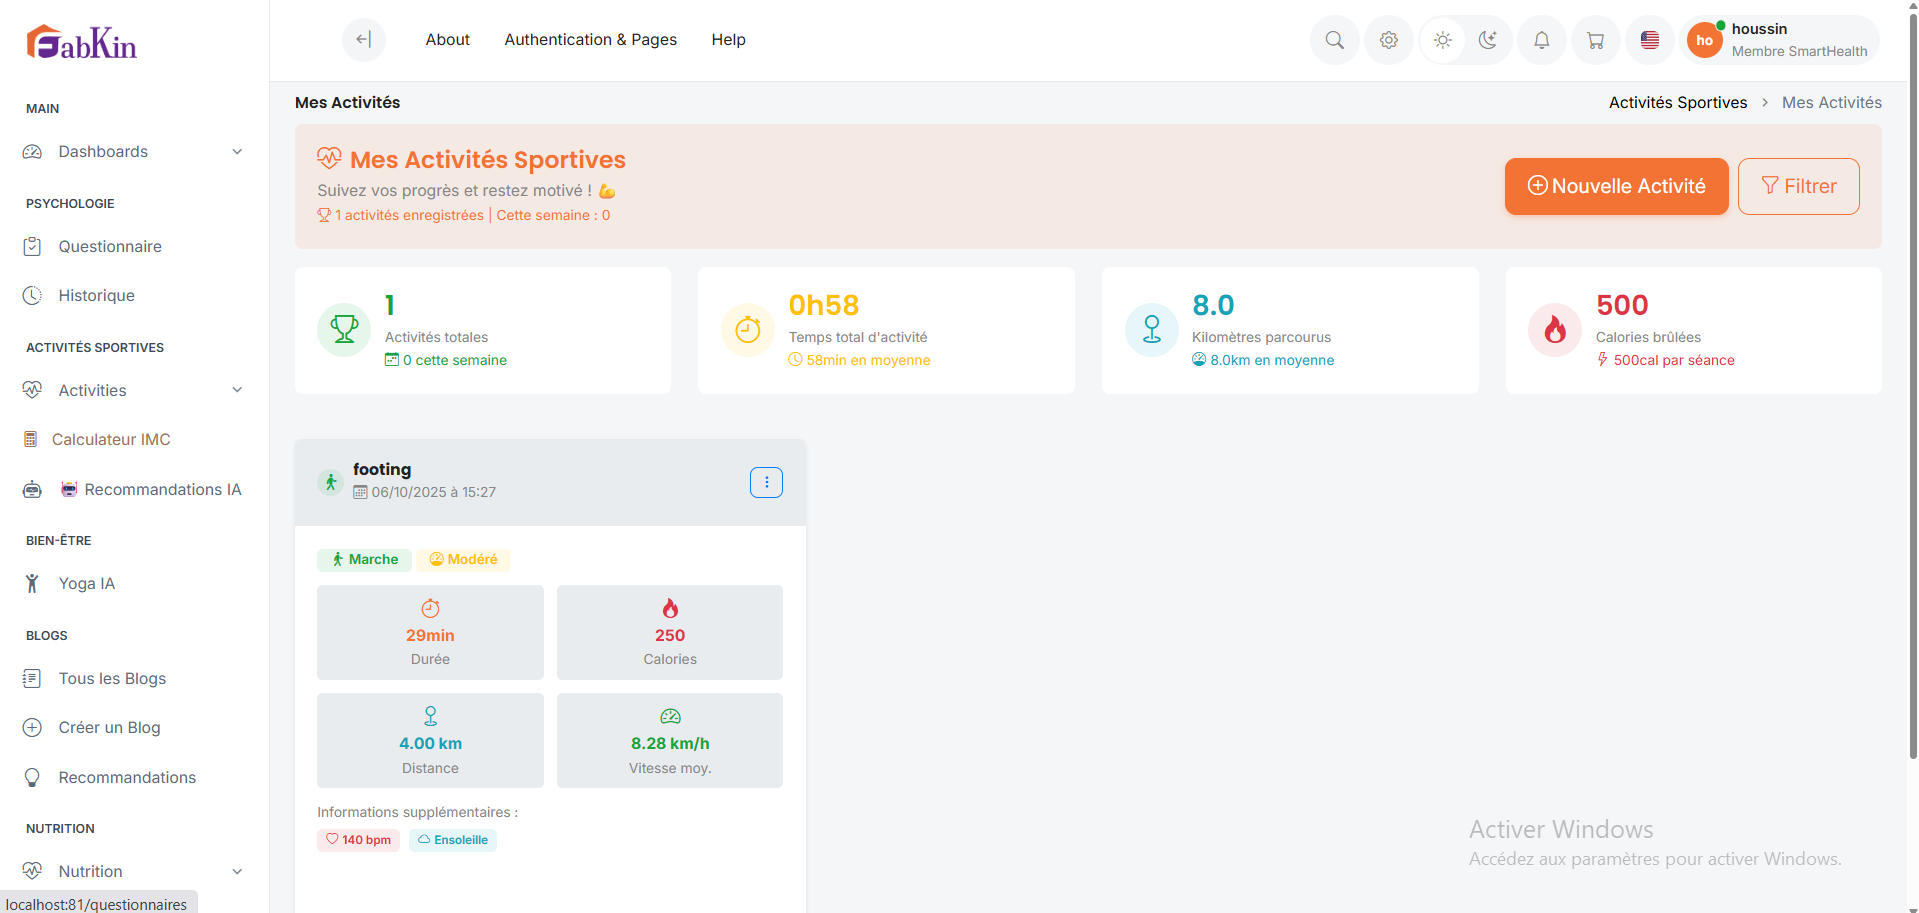 FabKin
MAIN
Dashboards
PSYCHOLOGIE
Questionnaire
Historique
ACTIVITÉS SPORTIVES
Activities
Calculateur IMC
Recommandations IA
BIEN-ÊTRE
Yoga IA
BLOGS
Tous les Blogs
Créer un Blog
Recommandations
NUTRITION
Nutrition
localhost:81/questionnaires
About Authentication & Pages Help
ho
houssin
Membre SmartHealth
Mes Activités
Activités Sportives > Mes Activités
Mes Activités Sportives
Suivez vos progrès et restez motivé ! 💪
1 activités enregistrées | Cette semaine : 0
Nouvelle Activité
Filtrer
1
Activités totales
0 cette semaine
0h58
Temps total d'activité
58min en moyenne
8.0
Kilomètres parcourus
8.0km en moyenne
500
Calories brûlées
500cal par séance
footing
06/10/2025 à 15:27
Marche Modéré
29min
Durée
250
Calories
4.00 km
Distance
8.28 km/h
Vitesse moy.
Informations supplémentaires :
140 bpm Ensoleille
Activer Windows
Accédez aux paramètres pour activer Windows.